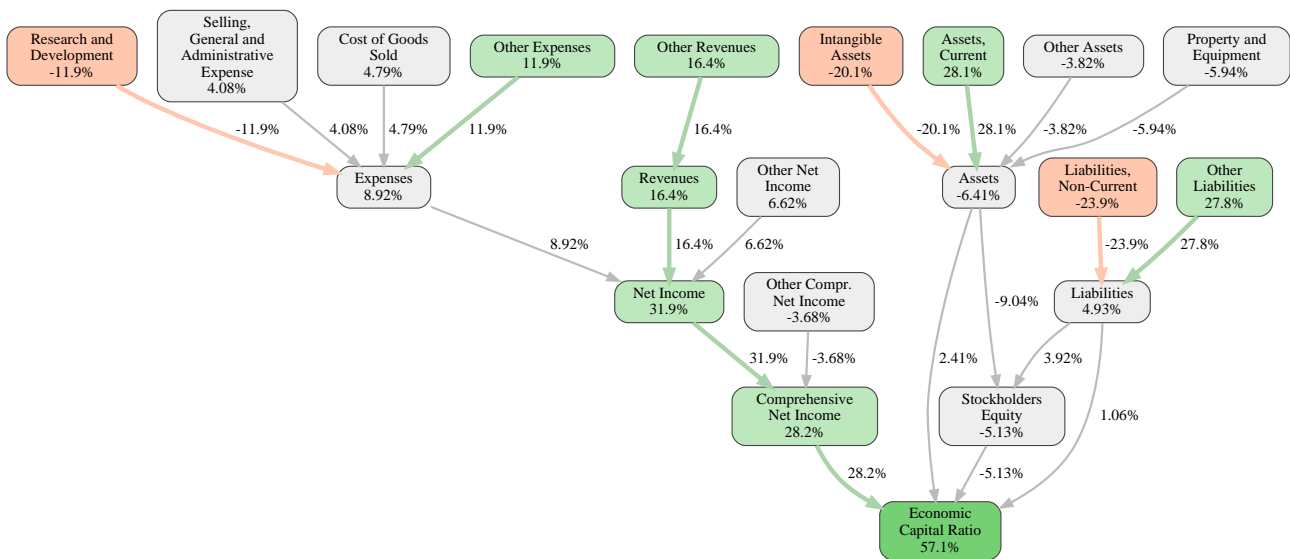 Research and
Development
-11.9%
Selling,
General and
Administrative
Expense
4.08%
Cost of Goods
Sold
4.79%
Other Expenses
11.9%
Other Revenues
16.4%
Intangible
Assets
-20.1%
Assets,
Current
28.1%
Other Assets
-3.82%
Property and
Equipment
-5.94%
-11.9%
4.08%
4.79%
11.9%
16.4%
-20.1%
28.1%
-3.82%
-5.94%
Expenses
8.92%
Revenues
16.4%
Other Net
Income
6.62%
Assets
-6.41%
Liabilities,
Non-Current
-23.9%
Other
Liabilities
27.8%
8.92%
16.4%
6.62%
-23.9%
27.8%
Net Income
31.9%
Other Compr.
Net Income
-3.68%
-9.04%
Liabilities
4.93%
31.9%
-3.68%
2.41%
3.92%
Comprehensive
Net Income
28.2%
Stockholders
Equity
-5.13%
1.06%
28.2%
-5.13%
Economic
Capital Ratio
57.1%